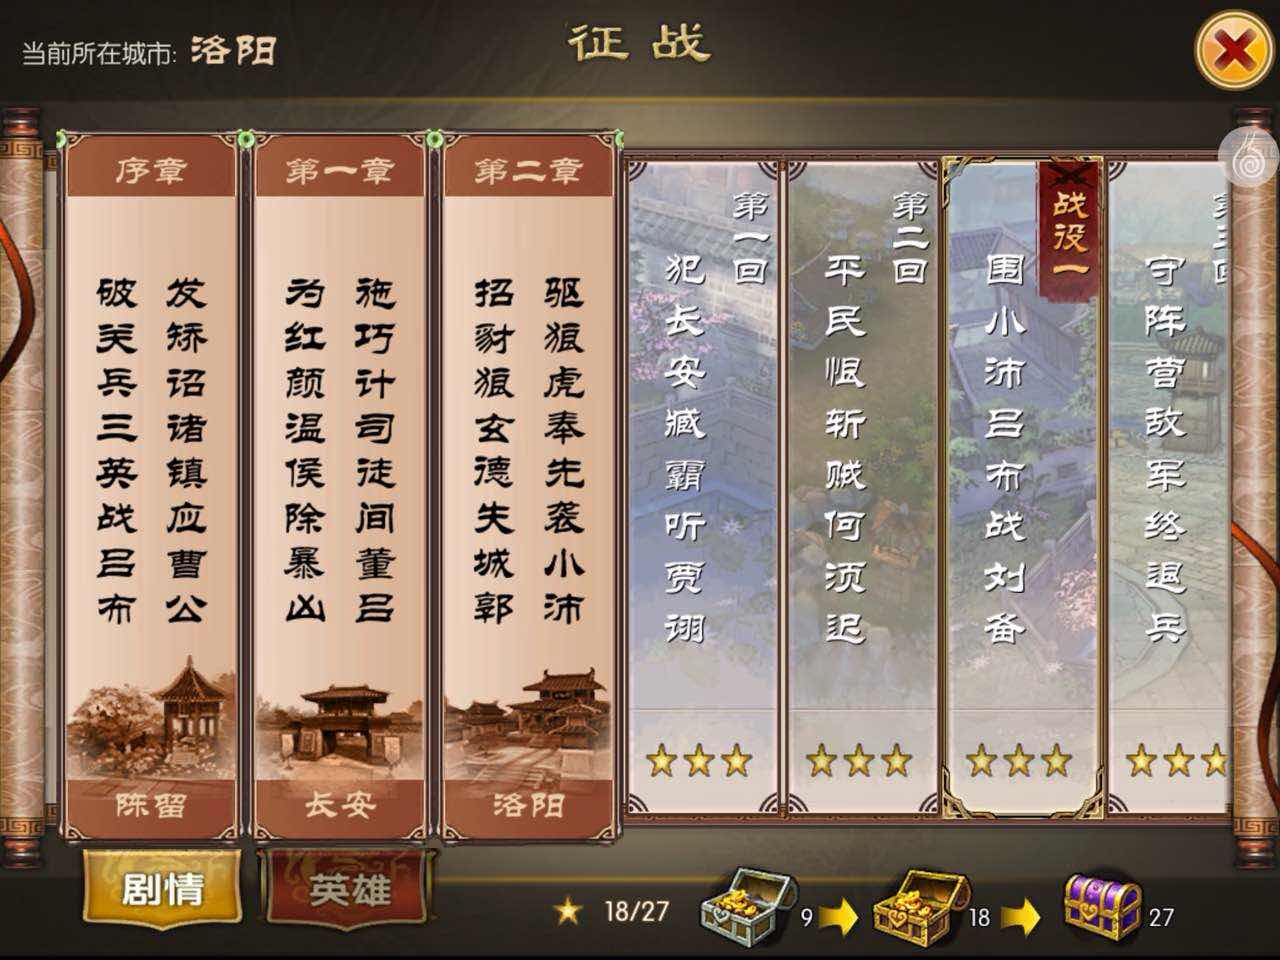 当前所在城市: 洛阳
征战
序章
发矫诏诸镇应曹公
破关兵三英战吕布
陈留
第一章
施巧计司徒间董吕
为红颜温侯除暴凶
长安
第二章
驱狼虎奉先袭小沛
招豺狼玄德失城郭
洛阳
第一回
犯长安臧霸听贾诩
第二回
平民恨斩贼何须迟
战役一
围小沛吕布战刘备
守阵营敌军终退兵
剧情
英雄
18/27
9
18
27